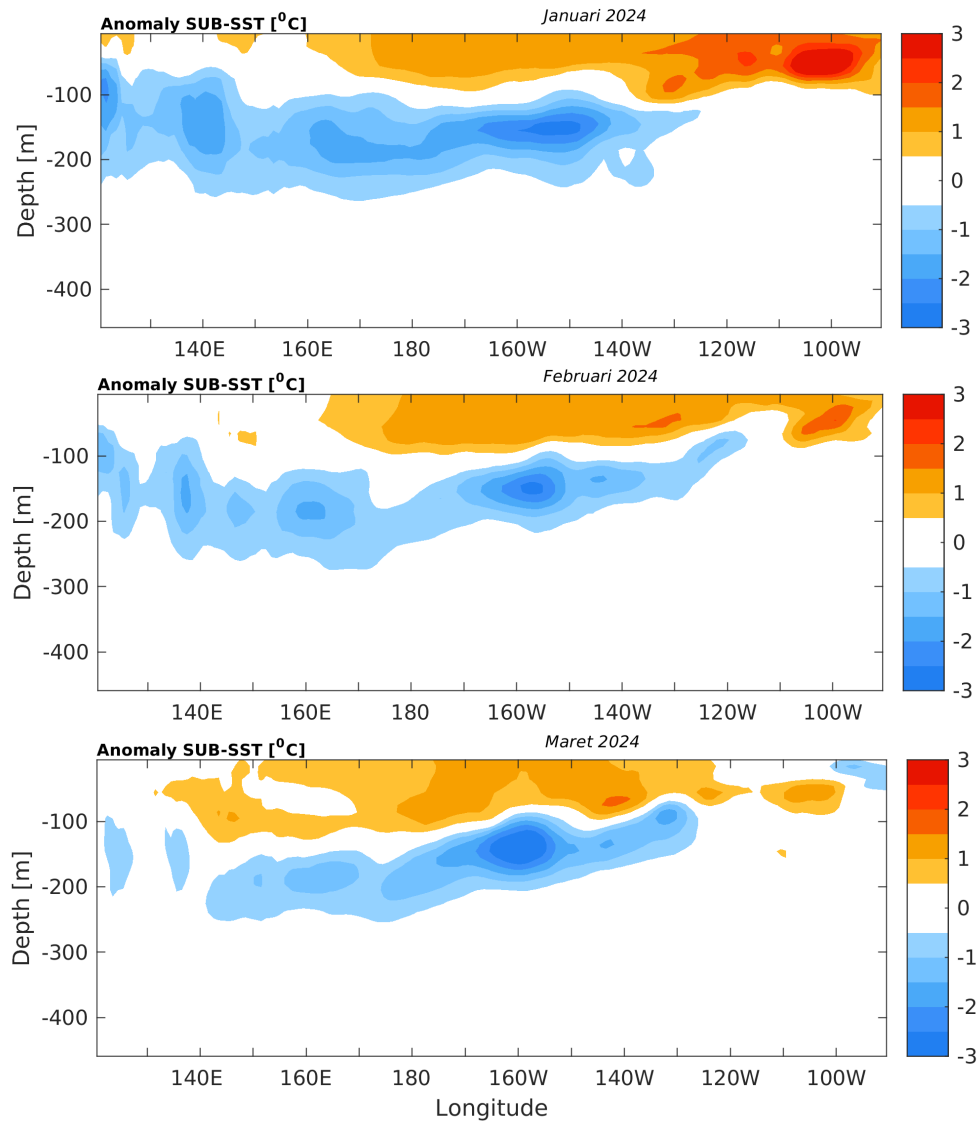 Anomaly SUB-SST [⁰C]
Januari 2024
Depth [m]
-100
-200
-300
-400
140E 160E 180 160W 140W 120W 100W
3
2
1
0
-1
-2
-3
Anomaly SUB-SST [⁰C]
Februari 2024
Depth [m]
-100
-200
-300
-400
140E 160E 180 160W 140W 120W 100W
3
2
1
0
-1
-2
-3
Anomaly SUB-SST [⁰C]
Maret 2024
Depth [m]
-100
-200
-300
-400
140E 160E 180 160W 140W 120W 100W
Longitude
3
2
1
0
-1
-2
-3